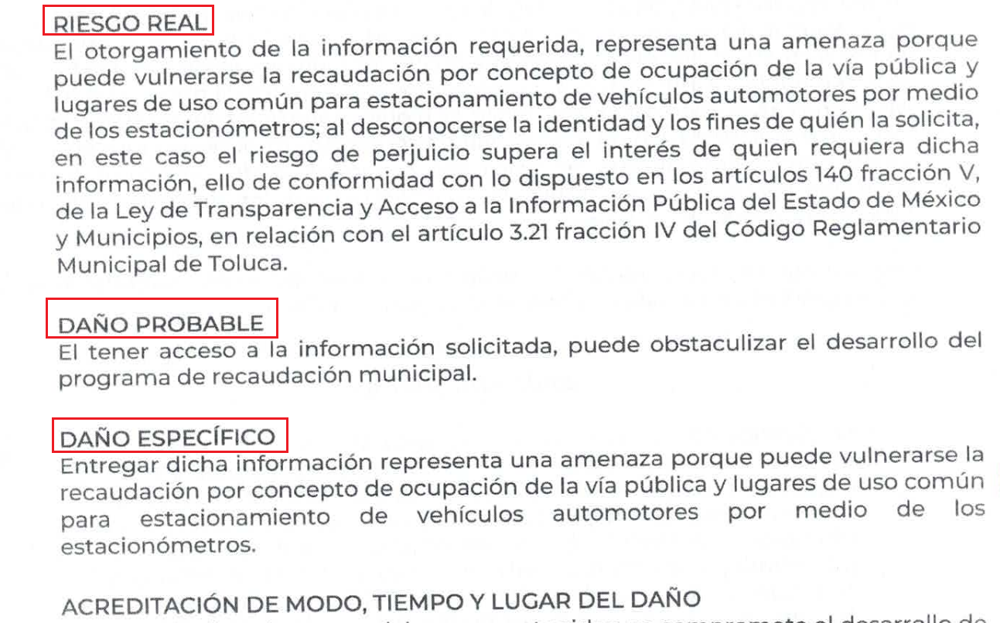 RIESGO REAL
El otorgamiento de la información requerida, representa una amenaza porque
puede vulnerarse la recaudación por concepto de ocupación de la vía pública y
lugares de uso común para estacionamiento de vehículos automotores por medio
de los estacionómetros; al desconocerse la identidad y los fines de quién la solicita,
en este caso el riesgo de perjuicio supera el interés de quien requiera dicha
información, ello de conformidad con lo dispuesto en los artículos 140 fracción V,
de la Ley de Transparencia y Acceso a la Información Pública del Estado de México
y Municipios, en relación con el artículo 3.21 fracción IV del Código Reglamentario
Municipal de Toluca.
DAÑO PROBABLE
El tener acceso a la información solicitada, puede obstaculizar el desarrollo del
programa de recaudación municipal.
DAÑO ESPECÍFICO
Entregar dicha información representa una amenaza porque puede vulnerarse la
recaudación por concepto de ocupación de la vía pública y lugares de uso común
para estacionamiento de vehículos automotores por medio de los
estacionómetros.
ACREDITACIÓN DE MODO, TIEMPO Y LUGAR DEL DAÑO